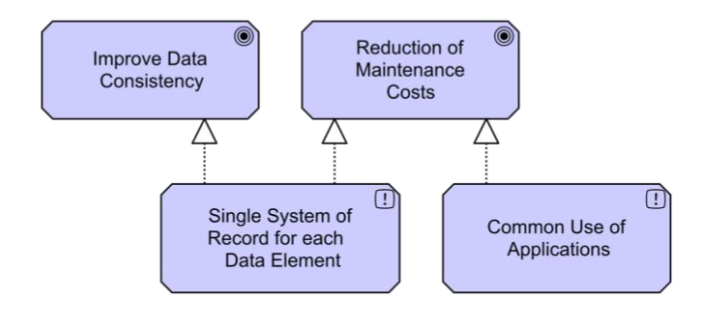 Improve Data
Consistency
Reduction of
Maintenance
Costs
Single System of
Record for each
Data Element
!
Common Use of
Applications
!